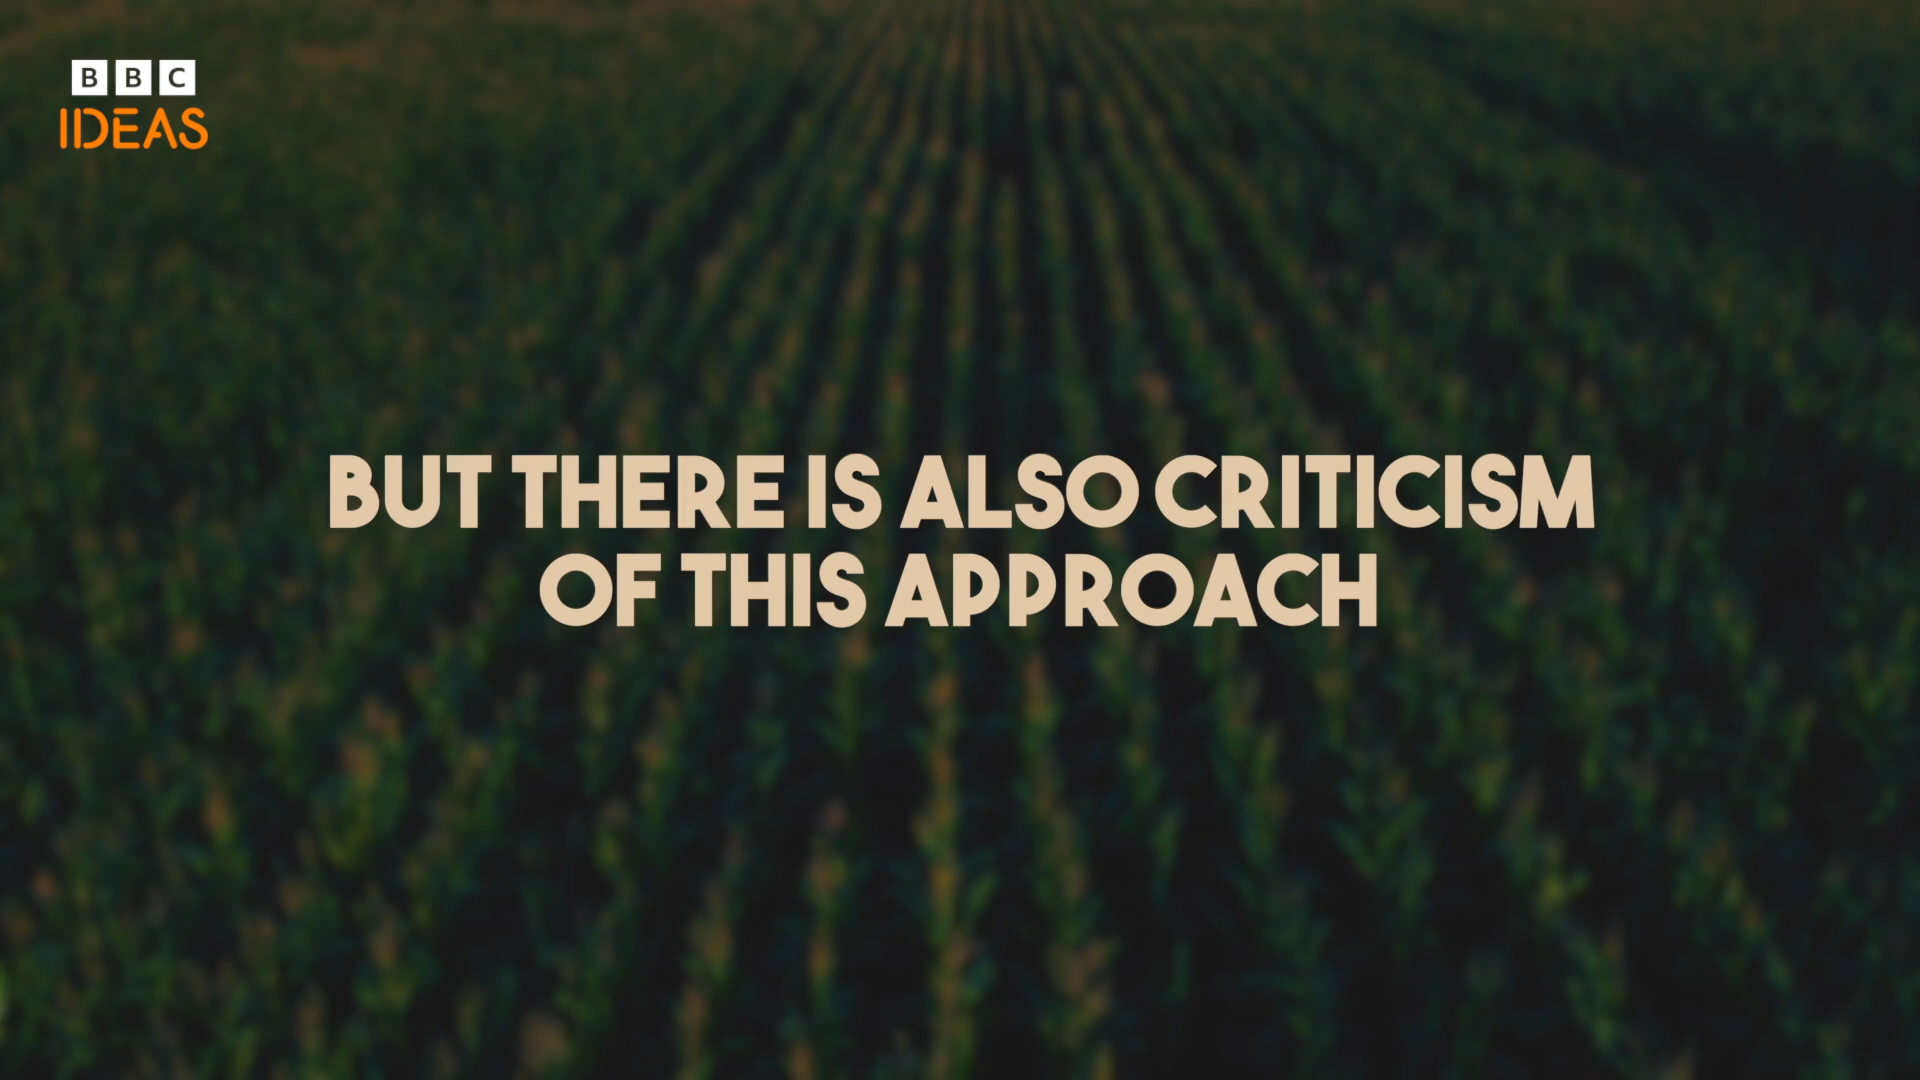 BBC
IDEAS
BUT THERE IS ALSO CRITICISM
OF THIS APPROACH